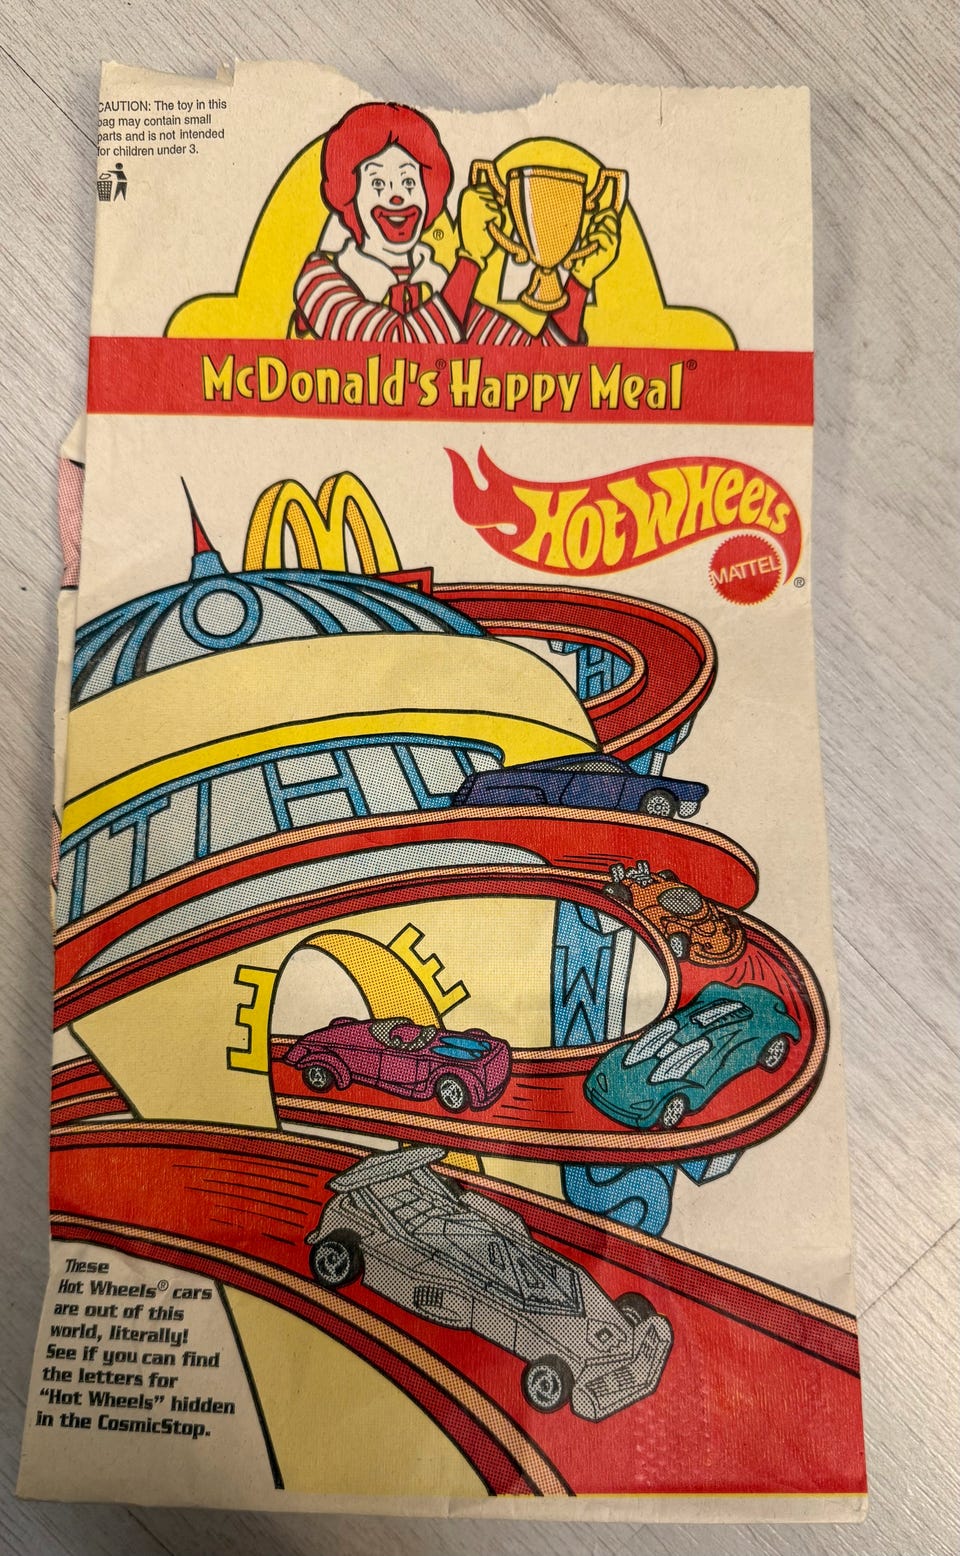 CAUTION: The toy in this
bag may contain small
parts and is not intended
for children under 3.
®
McDonald's® Happy Meal®
Hot Wheels
MATTEL
®
M
H
W
E
E
S
These
Hot Wheels® cars
are out of this
world, literally!
See if you can find
the letters for
“Hot Wheels” hidden
in the CosmicStop.